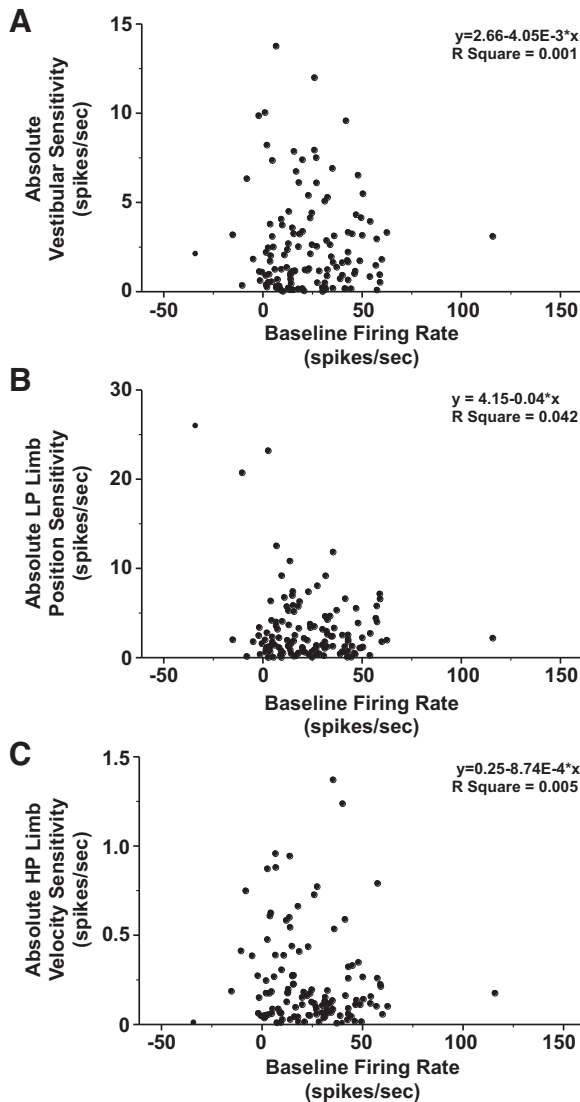 A
y=2.66-4.05E-3*x
R Square = 0.001
Absolute
Vestibular Sensitivity
(spikes/sec)
15
10
5
0
-50
0
50
100
150
Baseline Firing Rate
(spikes/sec)
B
y = 4.15-0.04*x
R Square = 0.042
Absolute LP Limb
Position Sensitivity
(spikes/sec)
30
20
10
0
-50
0
50
100
150
Baseline Firing Rate
(spikes/sec)
C
y=0.25-8.74E-4*x
R Square = 0.005
Absolute HP Limb
Velocity Sensitivity
(spikes/sec)
1.5
1.0
0.5
0
-50
0
50
100
150
Baseline Firing Rate
(spikes/sec)